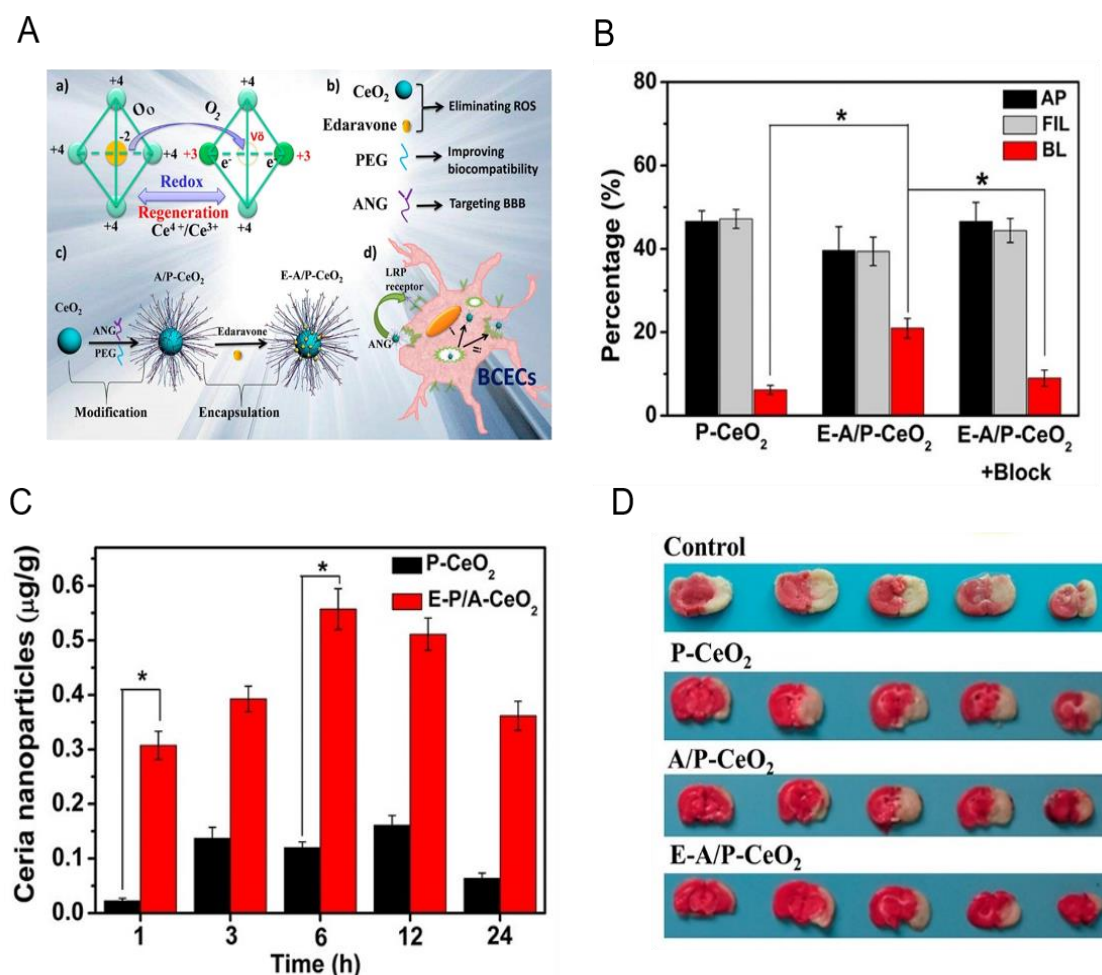 A
a)
+4
Oo
O2
+4
-2
Vö
+4
+4
+3
e-
e-
+3
Redox
Regeneration
+4
Ce4+/Ce3+
+4
b)
CeO2
Edaravone
Eliminating ROS
PEG
Improving
biocompatibility
ANG
Targeting BBB
c)
CeO2
ANG
PEG
A/P-CeO2
Edaravone
E-A/P-CeO2
Modification
Encapsulation
d)
LRP
receptor
ANG
BCECs
B
Percentage (%)
80
60
40
20
0
AP
FIL
BL
*
*
P-CeO2
E-A/P-CeO2
E-A/P-CeO2
+Block
C
Ceria nanoparticles (μg/g)
0.6
0.5
0.4
0.3
0.2
0.1
0.0
P-CeO2
E-P/A-CeO2
*
*
1 3 6 12 24
Time (h)
D
Control
P-CeO2
A/P-CeO2
E-A/P-CeO2